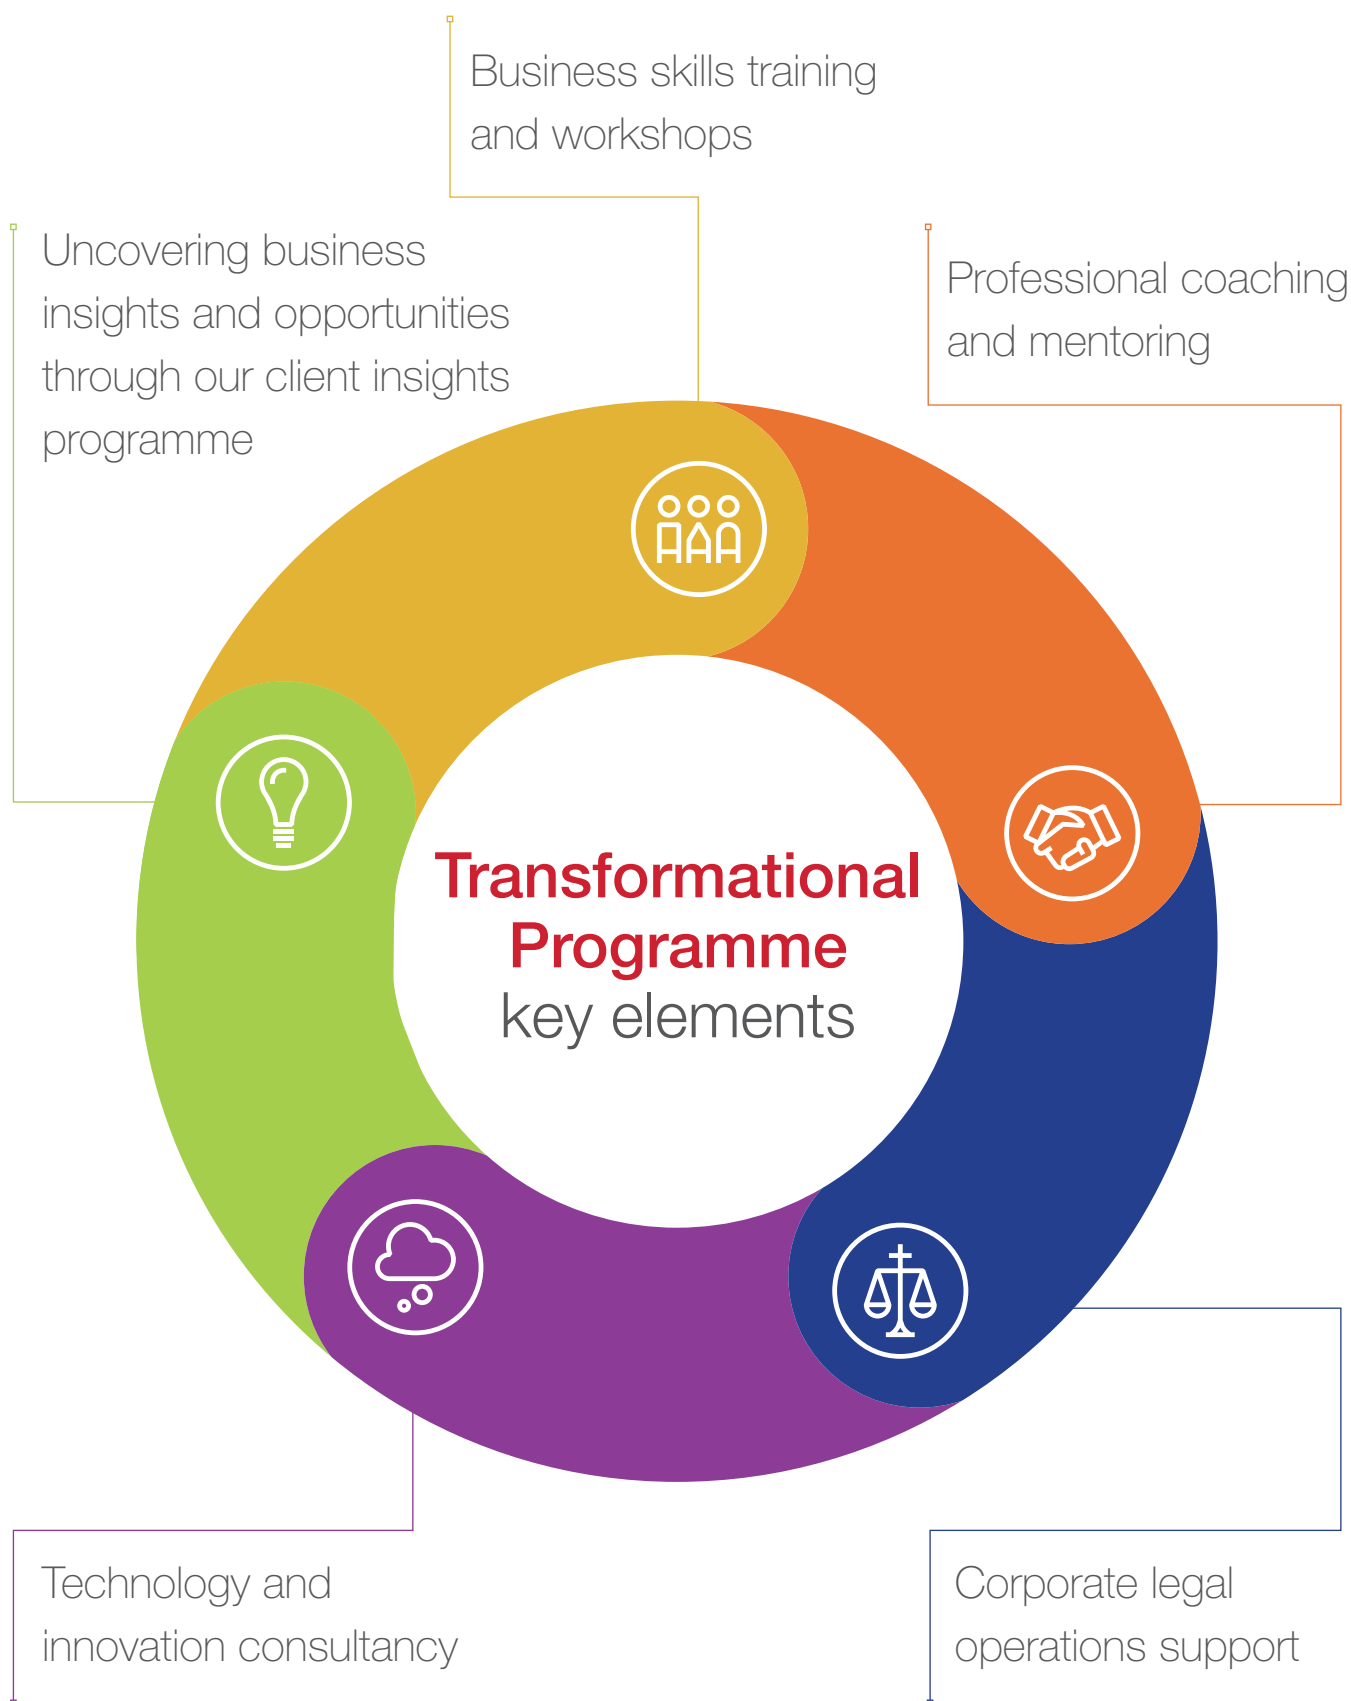 Business skills training
and workshops
Uncovering business
insights and opportunities
through our client insights
programme
Professional coaching
and mentoring
Transformational
Programme
key elements
Technology and
innovation consultancy
Corporate legal
operations support